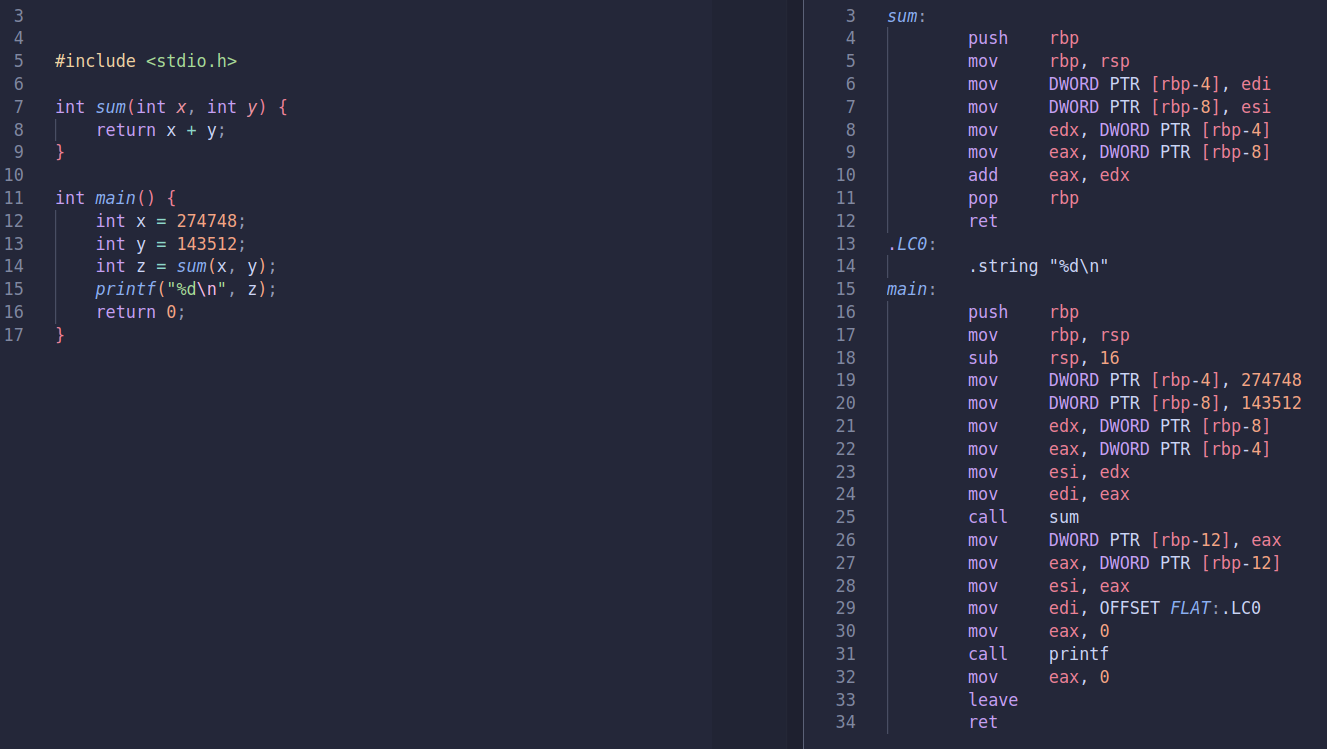 3
4
5 #include <stdio.h>
6
7 int sum(int x, int y) {
8     return x + y;
9 }
10
11 int main() {
12     int x = 274748;
13     int y = 143512;
14     int z = sum(x, y);
15     printf("%d\n", z);
16     return 0;
17 }
3 sum:
4         push    rbp
5         mov     rbp, rsp
6         mov     DWORD PTR [rbp-4], edi
7         mov     DWORD PTR [rbp-8], esi
8         mov     edx, DWORD PTR [rbp-4]
9         mov     eax, DWORD PTR [rbp-8]
10         add     eax, edx
11         pop     rbp
12         ret
13 .LC0:
14         .string "%d\n"
15 main:
16         push    rbp
17         mov     rbp, rsp
18         sub     rsp, 16
19         mov     DWORD PTR [rbp-4], 274748
20         mov     DWORD PTR [rbp-8], 143512
21         mov     edx, DWORD PTR [rbp-8]
22         mov     eax, DWORD PTR [rbp-4]
23         mov     esi, edx
24         mov     edi, eax
25         call    sum
26         mov     DWORD PTR [rbp-12], eax
27         mov     eax, DWORD PTR [rbp-12]
28         mov     esi, eax
29         mov     edi, OFFSET FLAT:.LC0
30         mov     eax, 0
31         call    printf
32         mov     eax, 0
33         leave
34         ret